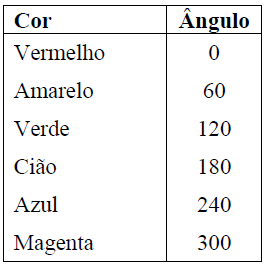 Cor Ângulo
Vermelho 0
Amarelo 60
Verde 120
Cião 180
Azul 240
Magenta 300